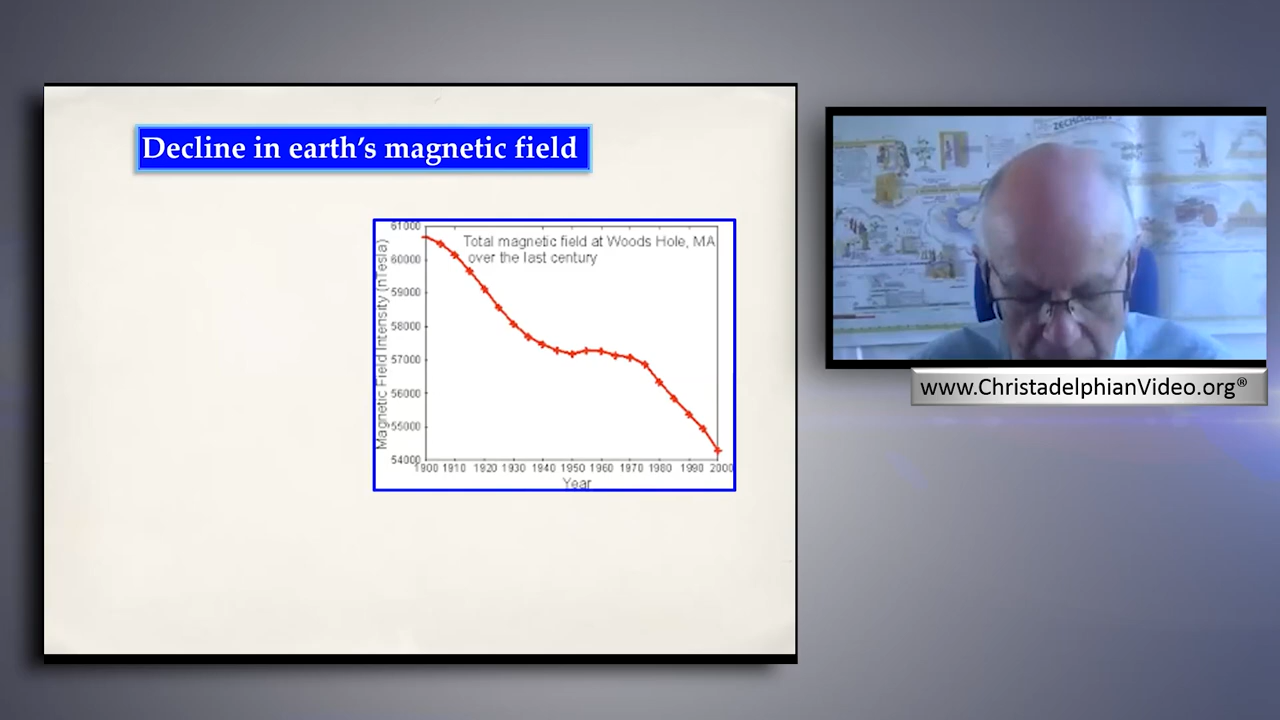 Decline in earth's magnetic field
Total magnetic field at Woods Hole, MA
over the last century
Magnetic Field Intensity (nTesla)
61000
60000
59000
58000
57000
56000
55000
54000
1900 1910 1920 1930 1940 1950 1960 1970 1980 1990 2000
Year
www.ChristadelphianVideo.org®